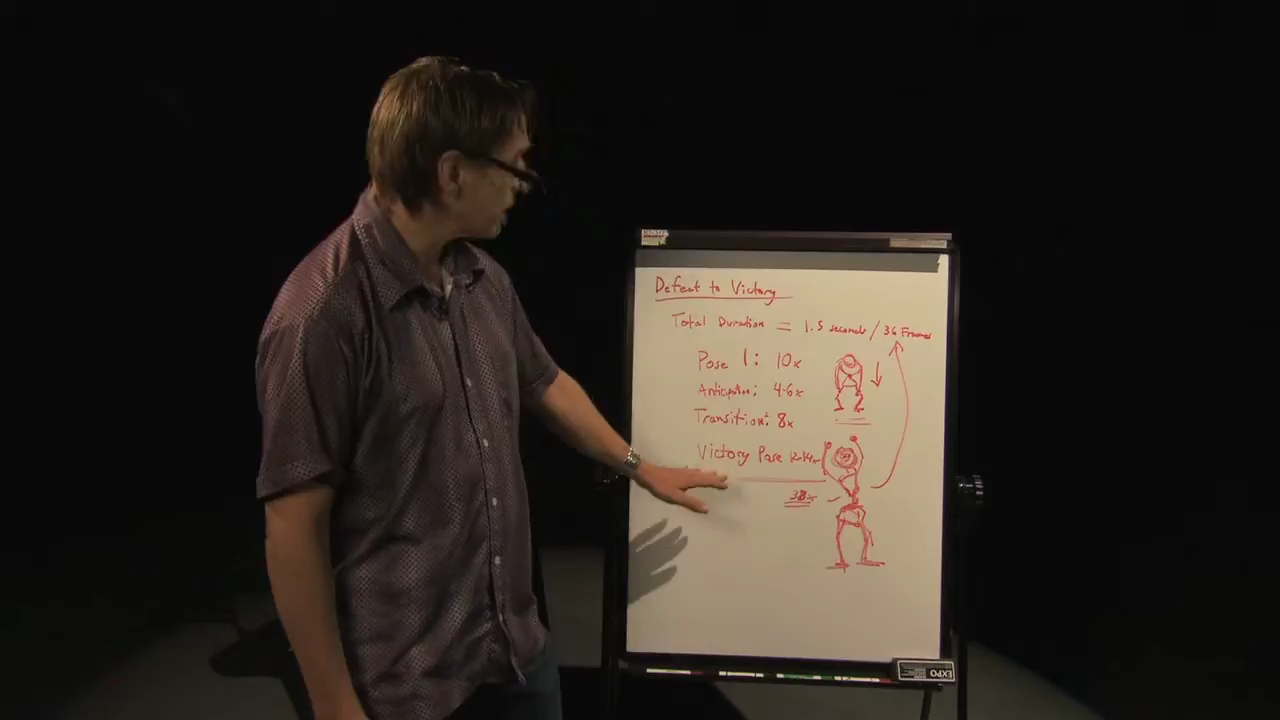 Defeat to Victory
Total Duration = 1.5 seconds / 36 Frames
Pose 1: 10x
Anticipation: 4-6x
Transition: 8x
Victory Pose 12-14x
38x
EXPO